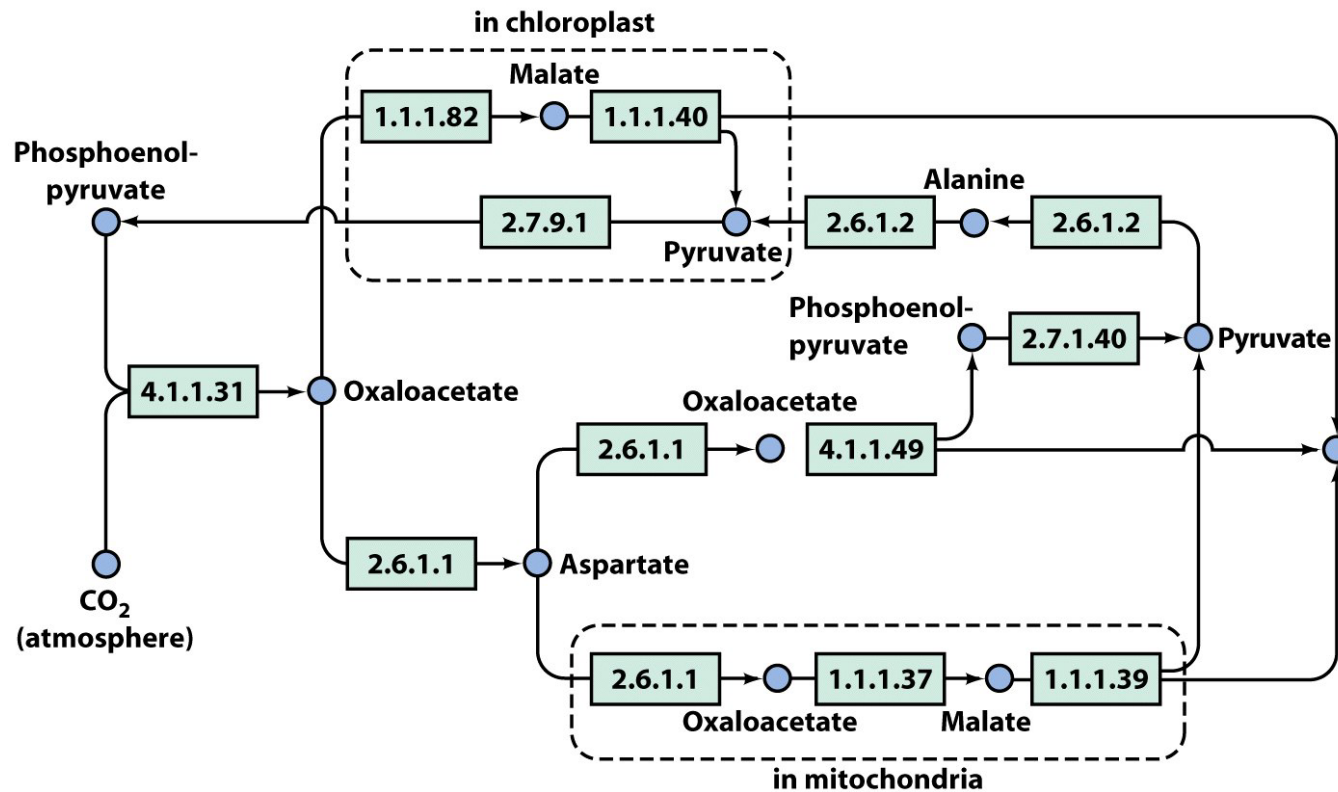 in chloroplast
Malate
1.1.1.82
1.1.1.40
Phosphoenol-
pyruvate
Alanine
2.7.9.1
2.6.1.2
2.6.1.2
Pyruvate
Phosphoenol-
pyruvate
2.7.1.40
Pyruvate
4.1.1.31
Oxaloacetate
Oxaloacetate
2.6.1.1
4.1.1.49
2.6.1.1
Aspartate
CO₂
(atmosphere)
2.6.1.1
1.1.1.37
1.1.1.39
Oxaloacetate
Malate
in mitochondria